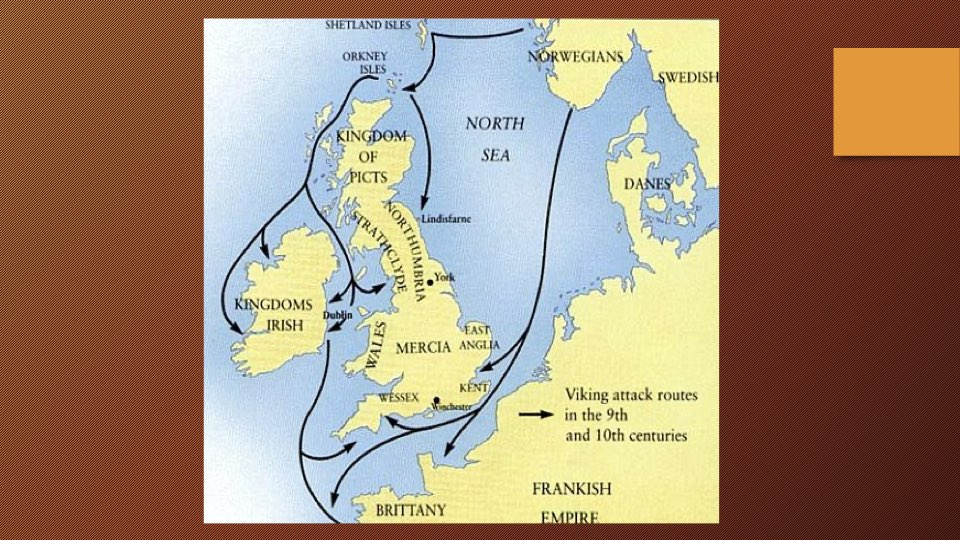 SHETLAND ISLES
ORKNEY
ISLES
NORWEGIANS
SWEDISH
NORTH
SEA
KINGDOM
OF
PICTS
DANES
Lindisfarne
NORTHUMBRIA
STRATHCLYDE
York
KINGDOMS
IRISH
Dublin
WALES
MERCIA
EAST
ANGLIA
KENT
WESSEX
Winchester
Viking attack routes
in the 9th
and 10th centuries
FRANKISH
EMPIRE
BRITTANY